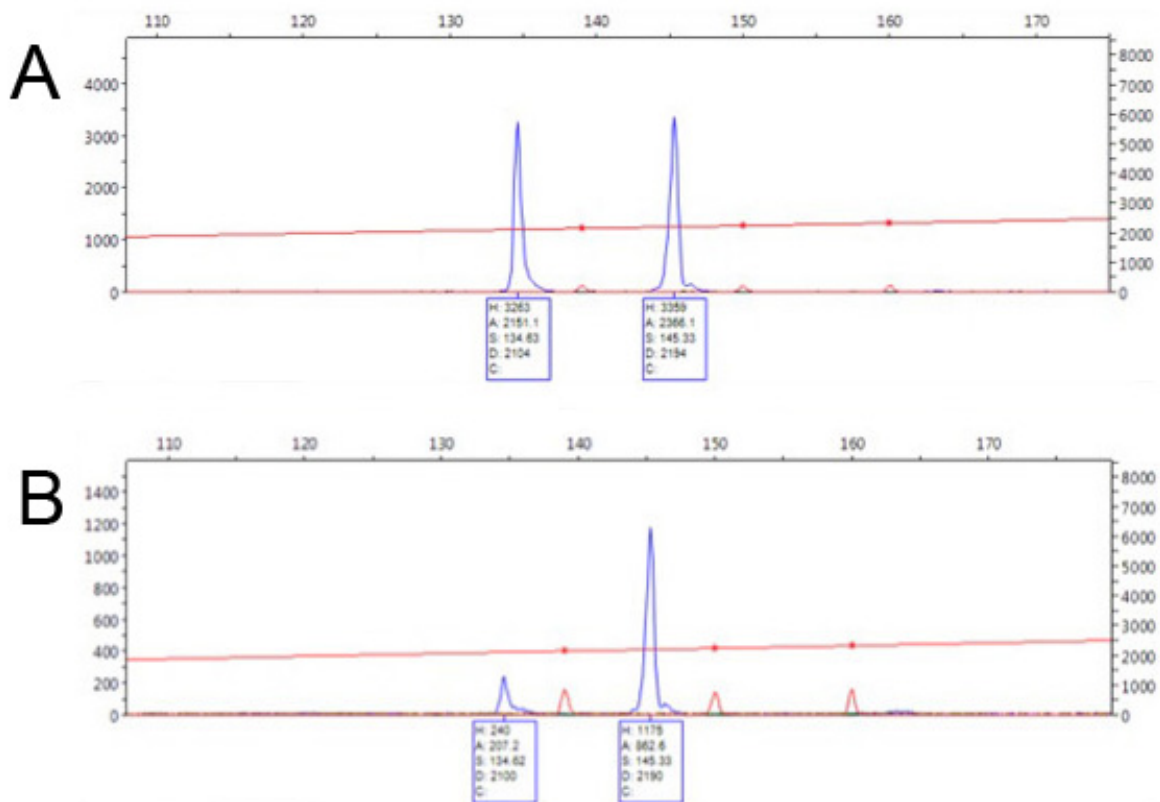 A
110 120 130 140 150 160 170
4000 8000
3000 7000
2000 6000
1000 5000
0 4000
3000
2000
1000
0
H: 3263 H: 3359
A: 2151.1 A: 2366.1
S: 134.63 S: 145.33
D: 2104 D: 2194
C: C:
B
110 120 130 140 150 160 170
1400 8000
1200 7000
1000 6000
800 5000
600 4000
400 3000
200 2000
0 1000
0
H: 240 H: 1175
A: 207.2 A: 862.6
S: 134.62 S: 145.33
D: 2100 D: 2190
C: C: